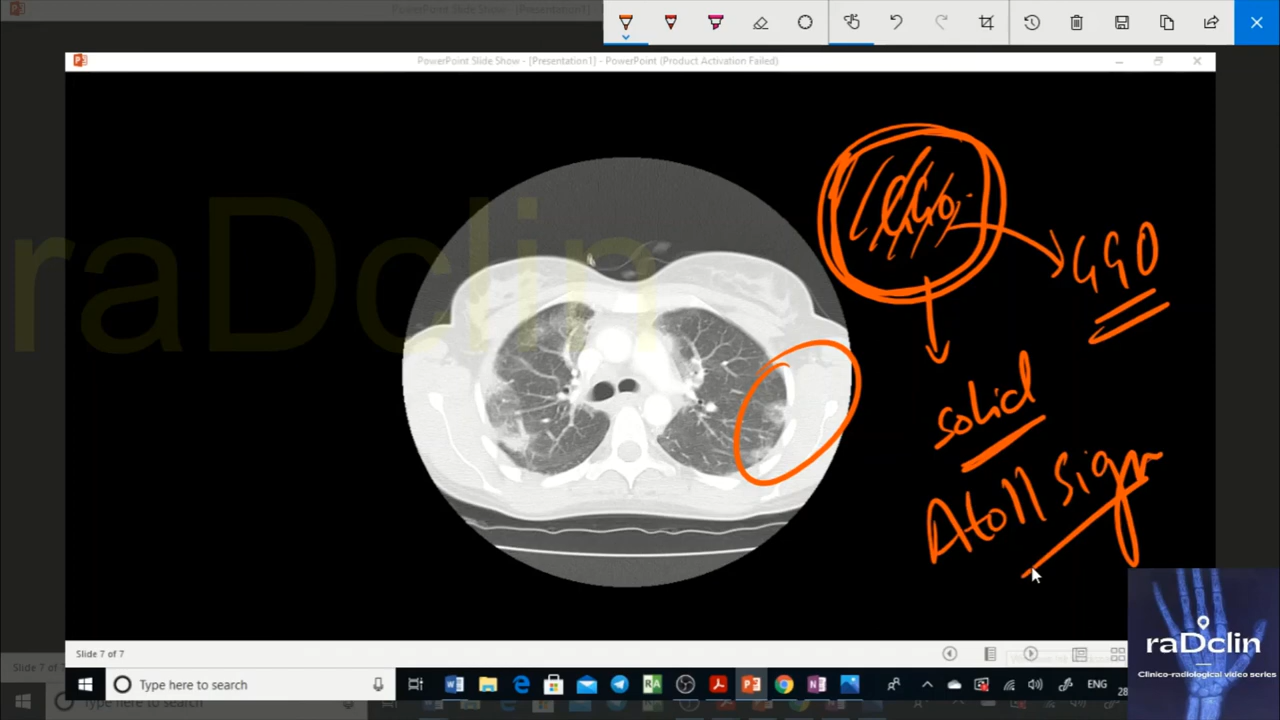 PowerPoint Slide Show - [Presentation1] - PowerPoint (Product Activation Failed)
raDclin
GGO
GGO
solid
Atoll sign
Slide 7 of 7
Type here to search
ENG
28
raDclin
Clinico-radiological video series